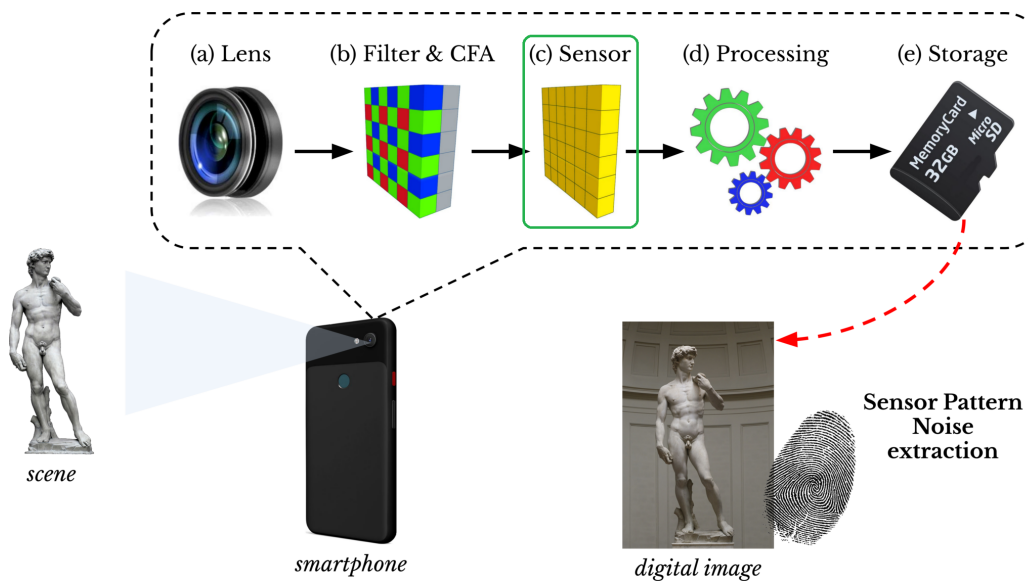 (a) Lens
(b) Filter & CFA
(c) Sensor
(d) Processing
(e) Storage
MemoryCard
32GB
Micro
SD
scene
smartphone
digital image
Sensor Pattern
Noise
extraction